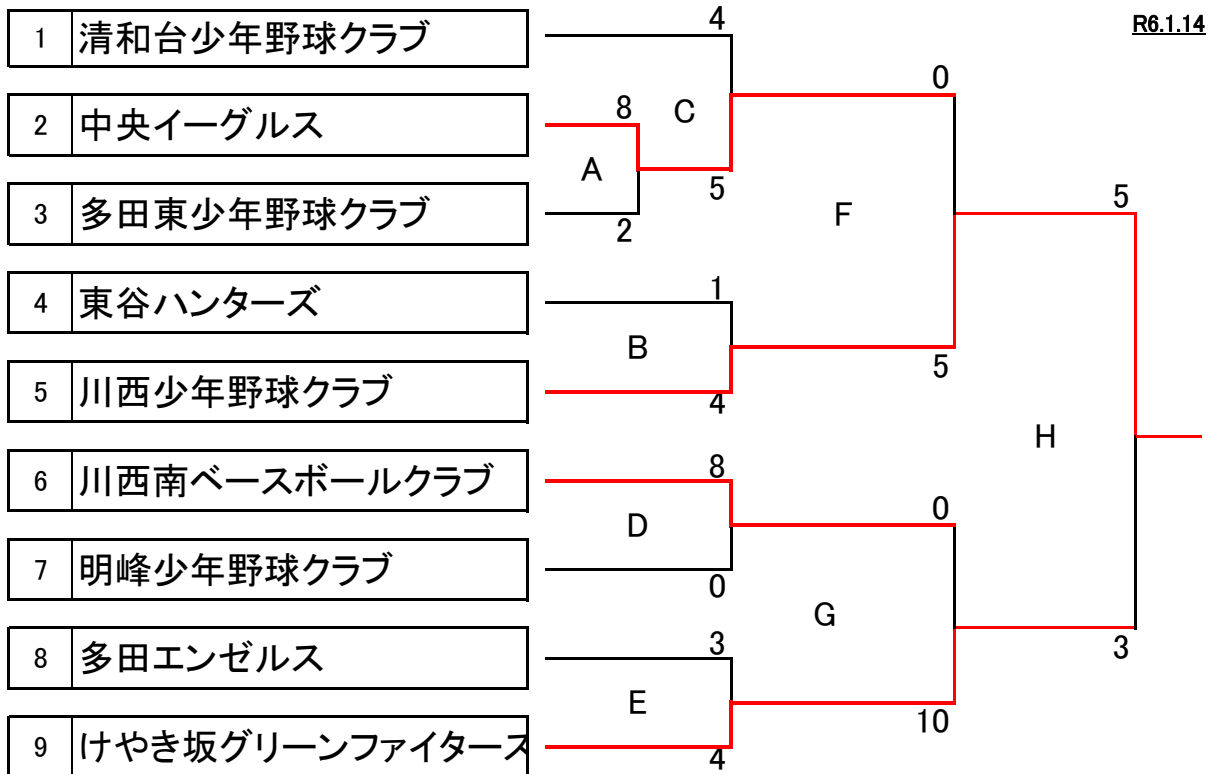 R6.1.14
1 清和台少年野球クラブ
2 中央イーグルス
3 多田東少年野球クラブ
4 東谷ハンターズ
5 川西少年野球クラブ
6 川西南ベースボールクラブ
7 明峰少年野球クラブ
8 多田エンゼルス
9 けやき坂グリーンファイターズ
4
C
5
8
A
2
1
B
4
0
F
5
8
D
0
3
E
4
0
G
10
5
H
3